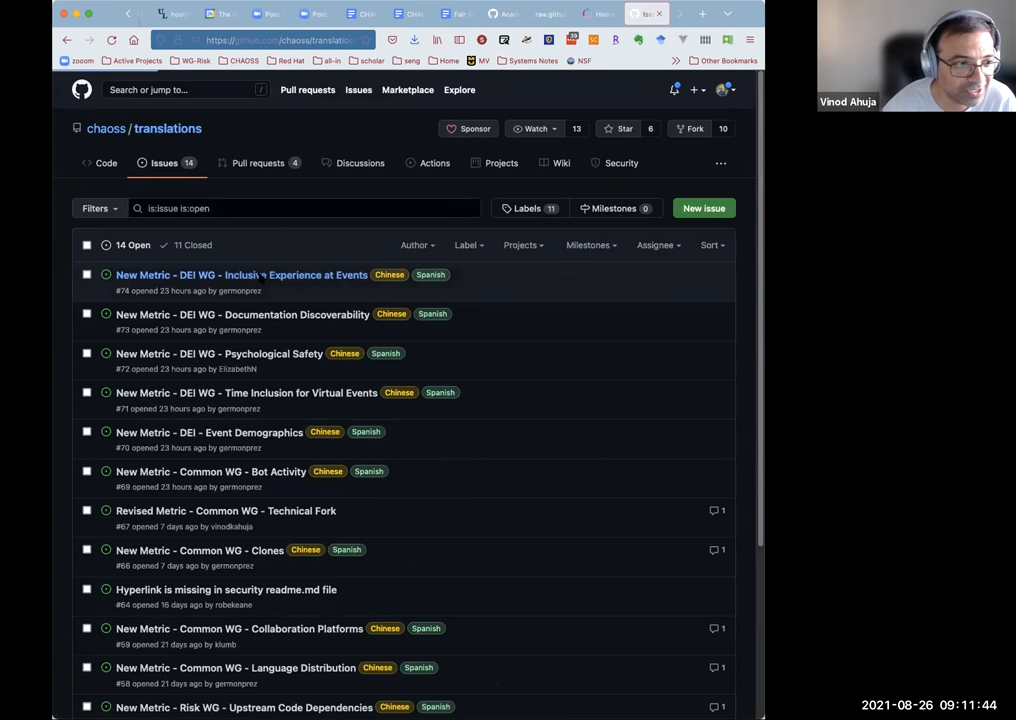 Post
Post
CHA
Fair
Aca
raw.githu
Home
Iss
https://github.com/chaoss/translation
zooom
Active Projects
WG-Risk
CHAOSS
Red Hat
all-in
scholar
seng
Home
MV
Systems Notes
NSF
Other Bookmarks
Search or jump to...
/
Pull requests
Issues
Marketplace
Explore
chaoss / translations
Sponsor
Watch
13
Star
6
Fork
10
Code
Issues 14
Pull requests 4
Discussions
Actions
Projects
Wiki
Security
Filters
is:issue is:open
Labels 11
Milestones 0
New issue
14 Open
11 Closed
Author
Label
Projects
Milestones
Assignee
Sort
New Metric - DEI WG - Inclusive Experience at Events Chinese Spanish
#74 opened 23 hours ago by germonprez
New Metric - DEI WG - Documentation Discoverability Chinese Spanish
#73 opened 23 hours ago by germonprez
New Metric - DEI WG - Psychological Safety Chinese Spanish
#72 opened 23 hours ago by ElizabethN
New Metric - DEI WG - Time Inclusion for Virtual Events Chinese Spanish
#71 opened 23 hours ago by germonprez
New Metric - DEI - Event Demographics Chinese Spanish
#70 opened 23 hours ago by germonprez
New Metric - Common WG - Bot Activity Chinese Spanish
#69 opened 23 hours ago by germonprez
Revised Metric - Common WG - Technical Fork 1
#67 opened 7 days ago by vinodkahuja
New Metric - Common WG - Clones Chinese Spanish 1
#66 opened 7 days ago by germonprez
Hyperlink is missing in security readme.md file
#64 opened 16 days ago by robekeane
New Metric - Common WG - Collaboration Platforms Chinese Spanish 1
#59 opened 21 days ago by klumb
New Metric - Common WG - Language Distribution Chinese Spanish 1
#58 opened 21 days ago by germonprez
New Metric - Risk WG - Upstream Code Dependencies Chinese Spanish 1
Vinod Ahuja
2021-08-26 09:11:44